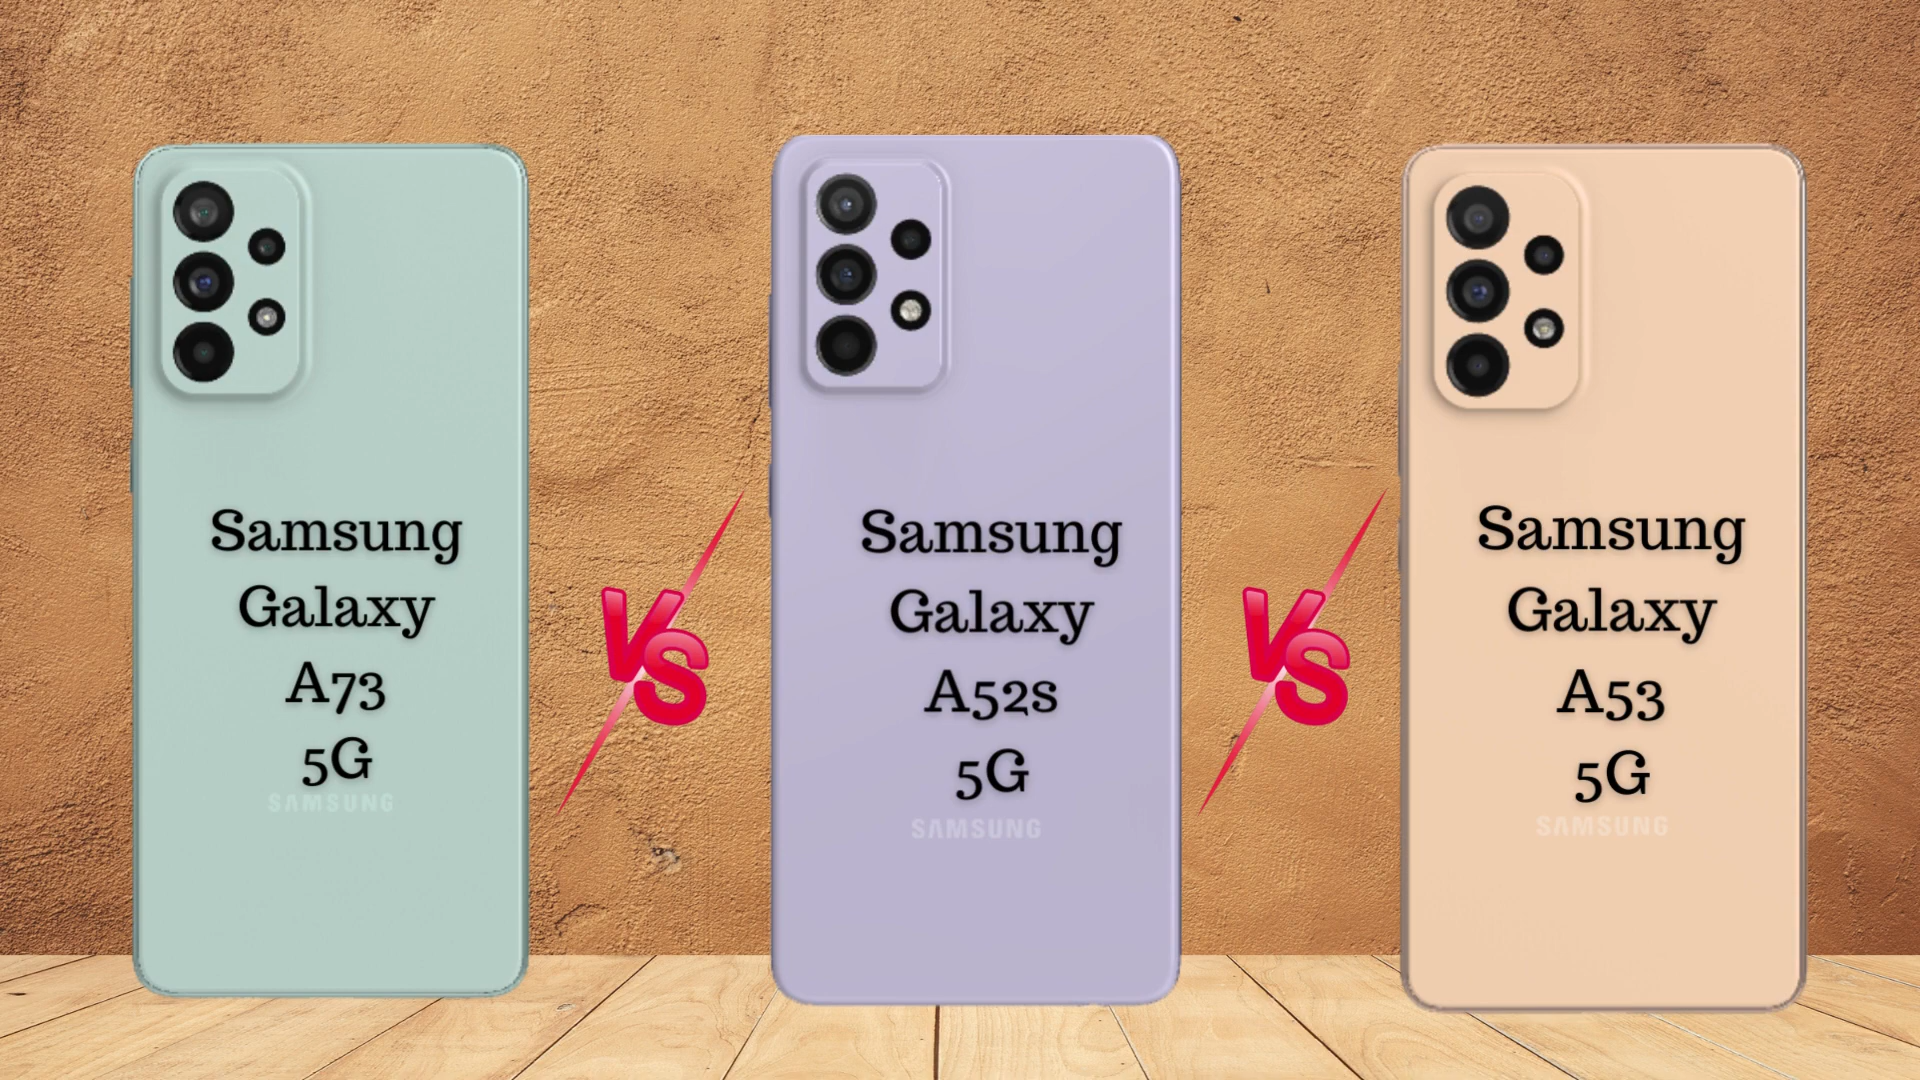 Samsung
Galaxy
A73
5G
SAMSUNG
VS
Samsung
Galaxy
A52s
5G
SAMSUNG
VS
Samsung
Galaxy
A53
5G
SAMSUNG